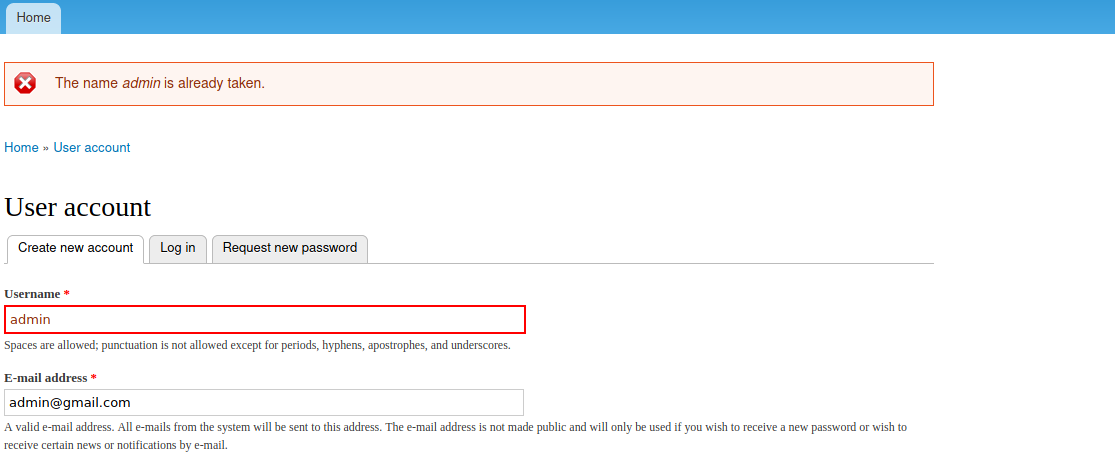 Home
The name admin is already taken.
Home » User account
User account
Create new account Log in Request new password
Username *
admin
Spaces are allowed; punctuation is not allowed except for periods, hyphens, apostrophes, and underscores.
E-mail address *
admin@gmail.com
A valid e-mail address. All e-mails from the system will be sent to this address. The e-mail address is not made public and will only be used if you wish to receive a new password or wish to
receive certain news or notifications by e-mail.